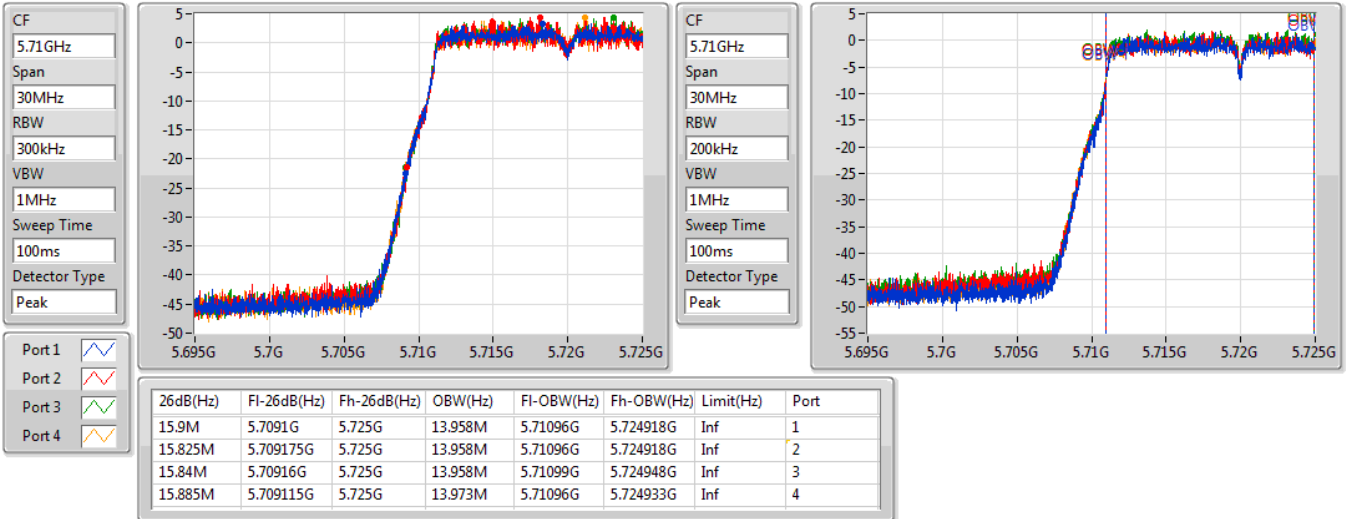 CF
5.71GHz
Span
30MHz
RBW
300kHz
VBW
1MHz
Sweep Time
100ms
Detector Type
Peak
5
0
-5
-10
-15
-20
-25
-30
-35
-40
-45
-50
5.695G 5.7G 5.705G 5.71G 5.715G 5.72G 5.725G
CF
5.71GHz
Span
30MHz
RBW
200kHz
VBW
1MHz
Sweep Time
100ms
Detector Type
Peak
5
0
-5
-10
-15
-20
-25
-30
-35
-40
-45
-50
-55
OBW
5.695G 5.7G 5.705G 5.71G 5.715G 5.72G 5.725G
Port 1
Port 2
Port 3
Port 4
26dB(Hz) Fl-26dB(Hz) Fh-26dB(Hz) OBW(Hz) Fl-OBW(Hz) Fh-OBW(Hz) Limit(Hz) Port
15.9M 5.7091G 5.725G 13.958M 5.71096G 5.724918G Inf 1
15.825M 5.709175G 5.725G 13.958M 5.71096G 5.724918G Inf 2
15.84M 5.70916G 5.725G 13.958M 5.71099G 5.724948G Inf 3
15.885M 5.709115G 5.725G 13.973M 5.71096G 5.724933G Inf 4